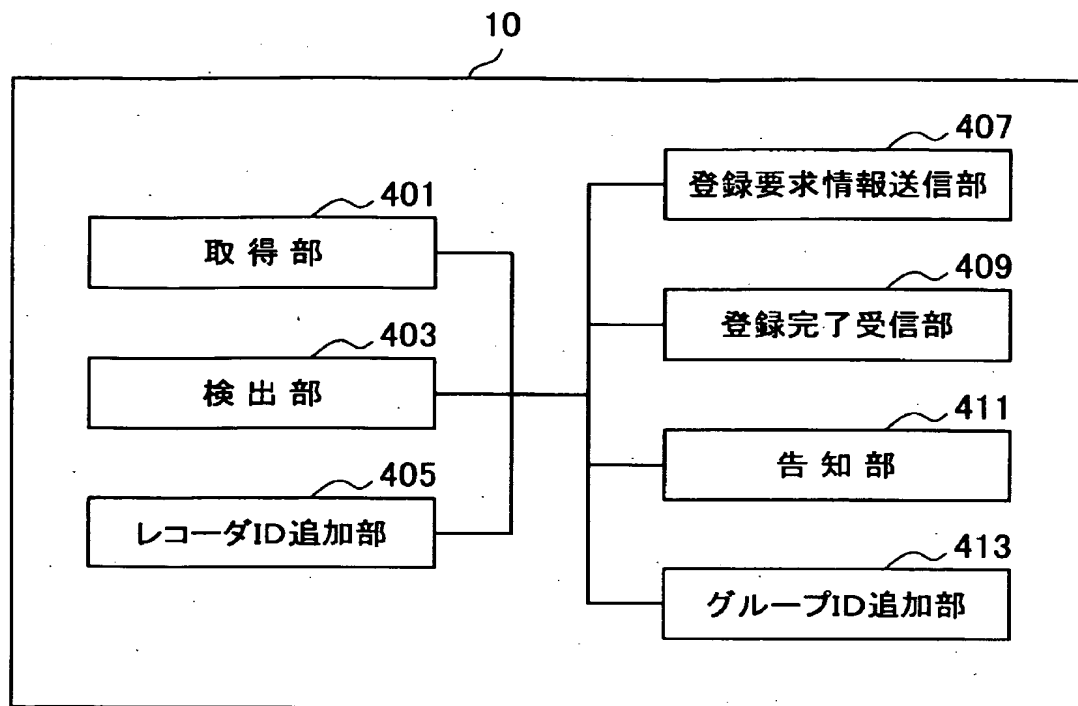 10
401
取得部
403
検出部
405
レコーダID追加部
407
登録要求情報送信部
409
登録完了受信部
411
告知部
413
グループID追加部